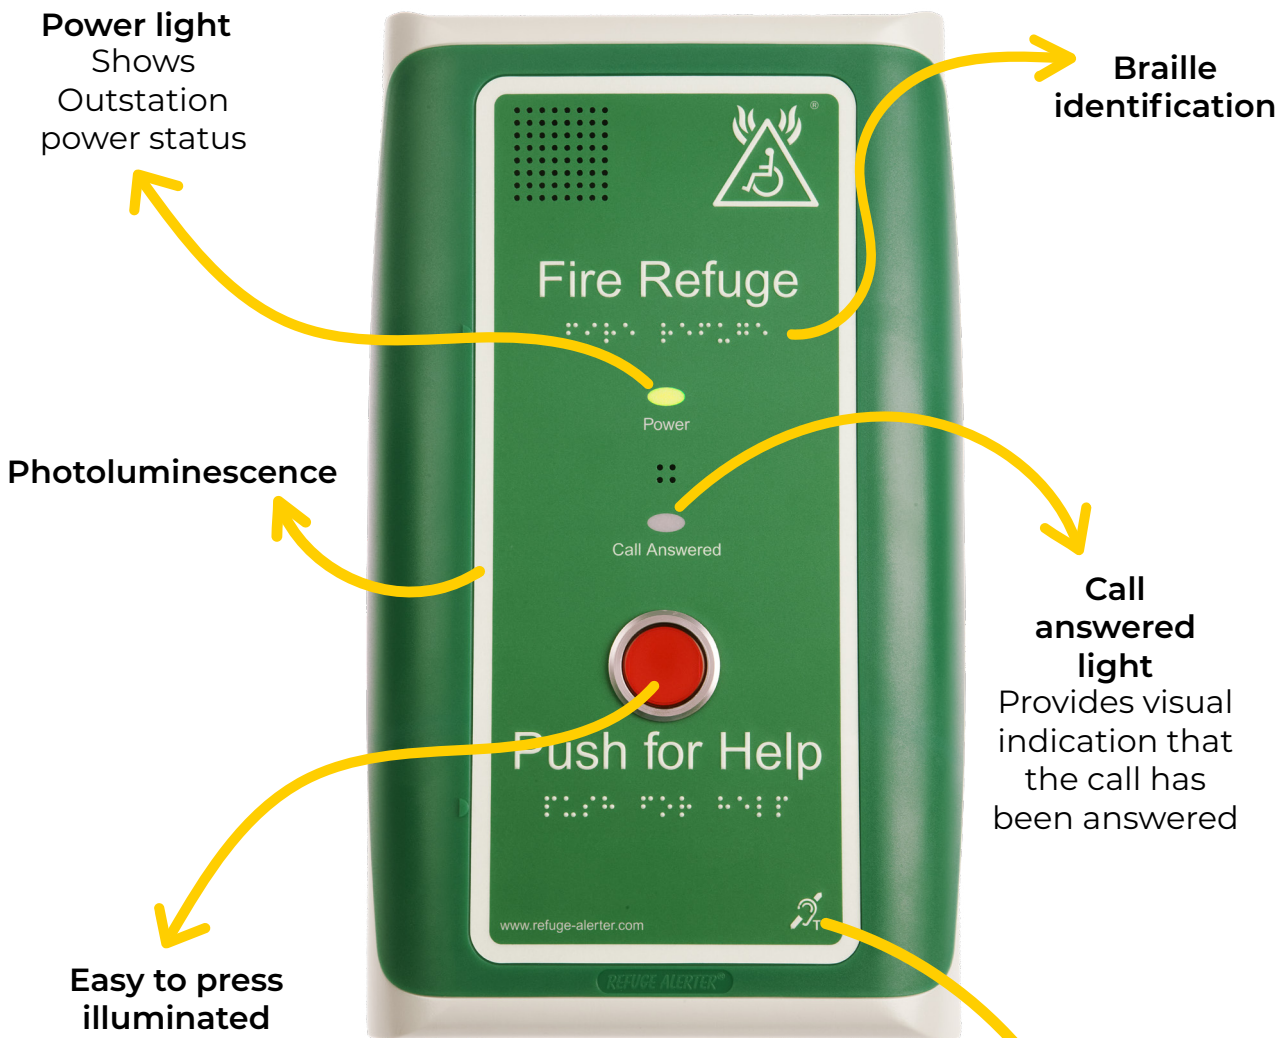 Power light
Shows
Outstation
power status
Braille
identification
®
Fire Refuge
⠋⠊⠗⠑ ⠗⠑⠋⠥⠛⠑
Power
Photoluminescence
Call Answered
Call
answered
light
Provides visual
indication that
the call has
been answered
Push for Help
⠏⠥⠎⠓ ⠋⠕⠗ ⠓⠑⠇⠏
T
www.refuge-alerter.com
REFUGE ALERTER®
Easy to press
illuminated